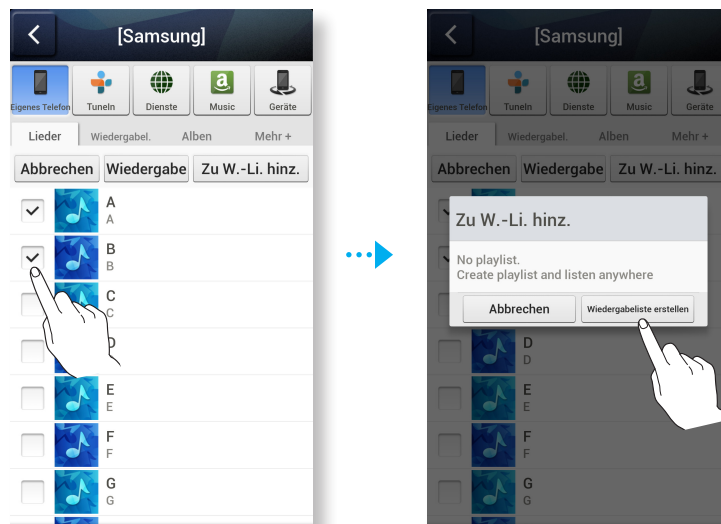 [Samsung]
Eigenes Telefon TuneIn Dienste Music Geräte
Lieder Wiedergabel. Alben Mehr +
Abbrechen Wiedergabe Zu W.-Li. hinz.
A
A
B
B
C
C
D
E
E
F
F
G
G
[Samsung]
Eigenes Telefon TuneIn Dienste Music Geräte
Lieder Wiedergabel. Alben Mehr +
Abbrechen Wiedergabe Zu W.-Li. hinz.
Zu W.-Li. hinz.
No playlist.
Create playlist and listen anywhere
Abbrechen Wiedergabeliste erstellen
D
D
E
E
F
F
G
G